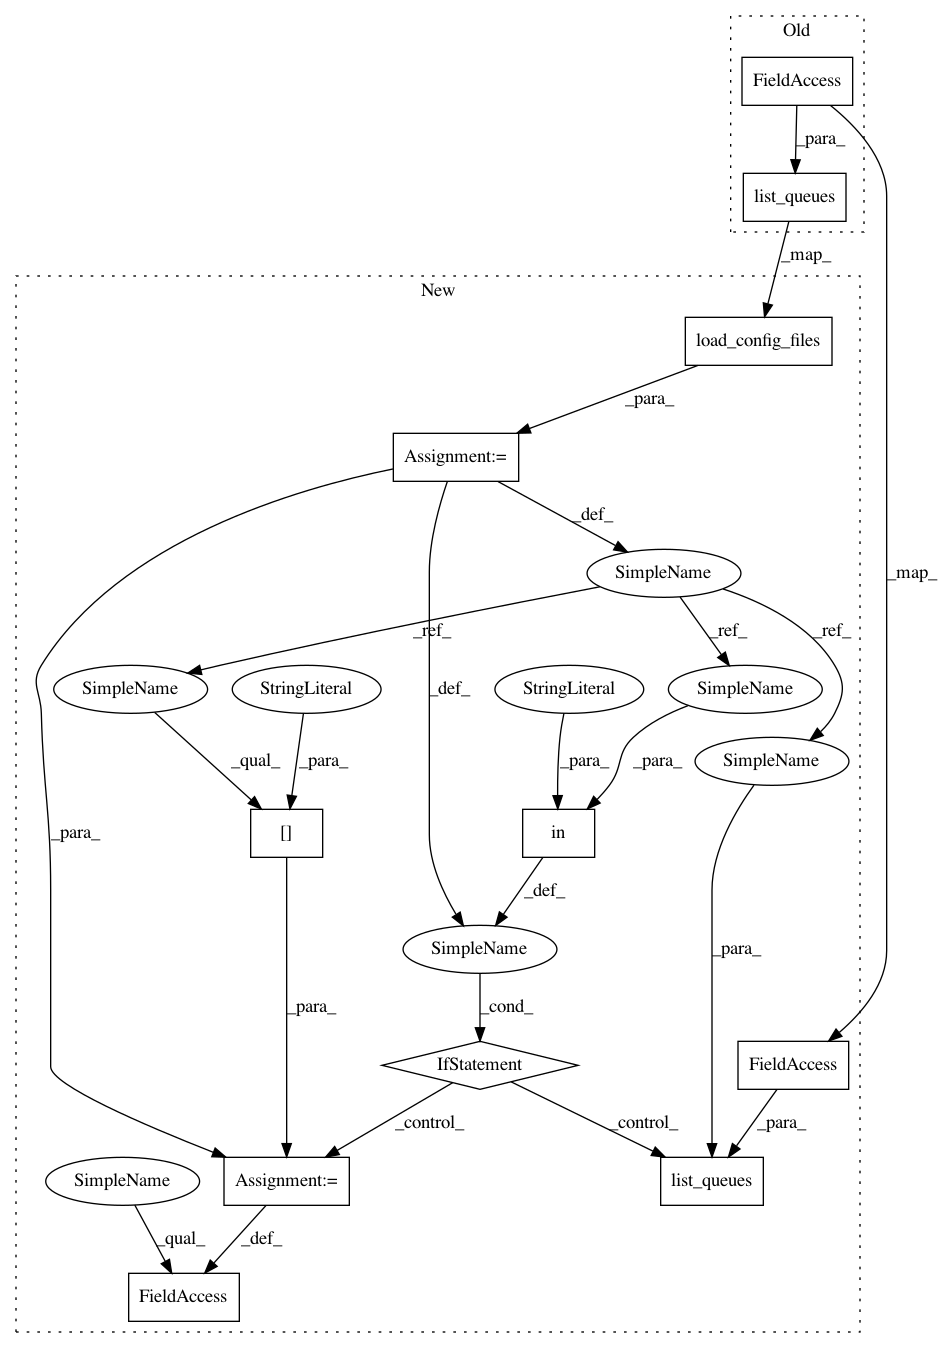 Old
FieldAccess
_para_
list_queues
_map_
New
load_config_files
_para_
Assignment:=
_def_
SimpleName
_map_
_ref_
_ref_
_ref_
SimpleName
StringLiteral
_def_
StringLiteral
SimpleName
SimpleName
_qual_
_para_
_para_
_para_
_para_
[]
in
_def_
SimpleName
_para_
_para_
_cond_
IfStatement
FieldAccess
_control_
_control_
_para_
SimpleName
Assignment:=
list_queues
_qual_
_def_
FieldAccess